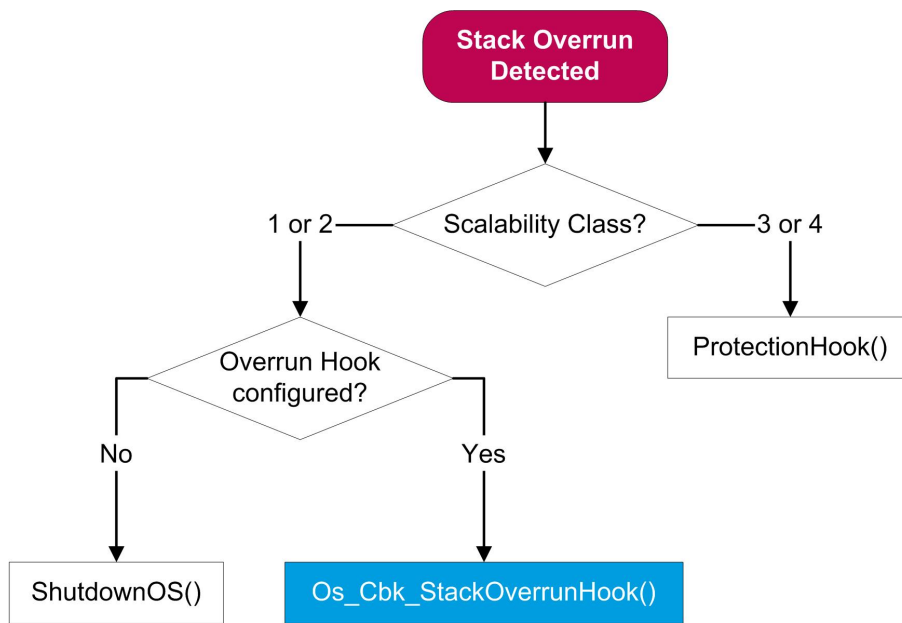 Stack Overrun
Detected
1 or 2
Scalability Class?
3 or 4
Overrun Hook
configured?
ProtectionHook()
No
Yes
ShutdownOS()
Os_Cbk_StackOverrunHook()